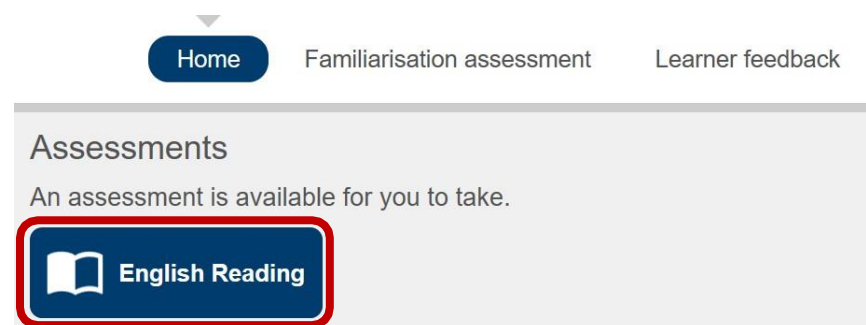 Home Familiarisation assessment Learner feedback
Assessments
An assessment is available for you to take.
English Reading